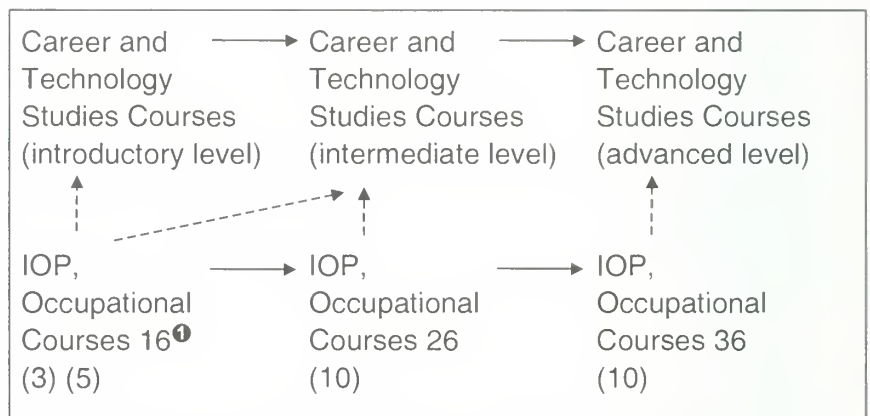 Career and
Technology
Studies Courses
(introductory level)
Career and
Technology
Studies Courses
(intermediate level)
Career and
Technology
Studies Courses
(advanced level)
IOP,
Occupational
Courses 16❶
(3) (5)
IOP,
Occupational
Courses 26
(10)
IOP,
Occupational
Courses 36
(10)